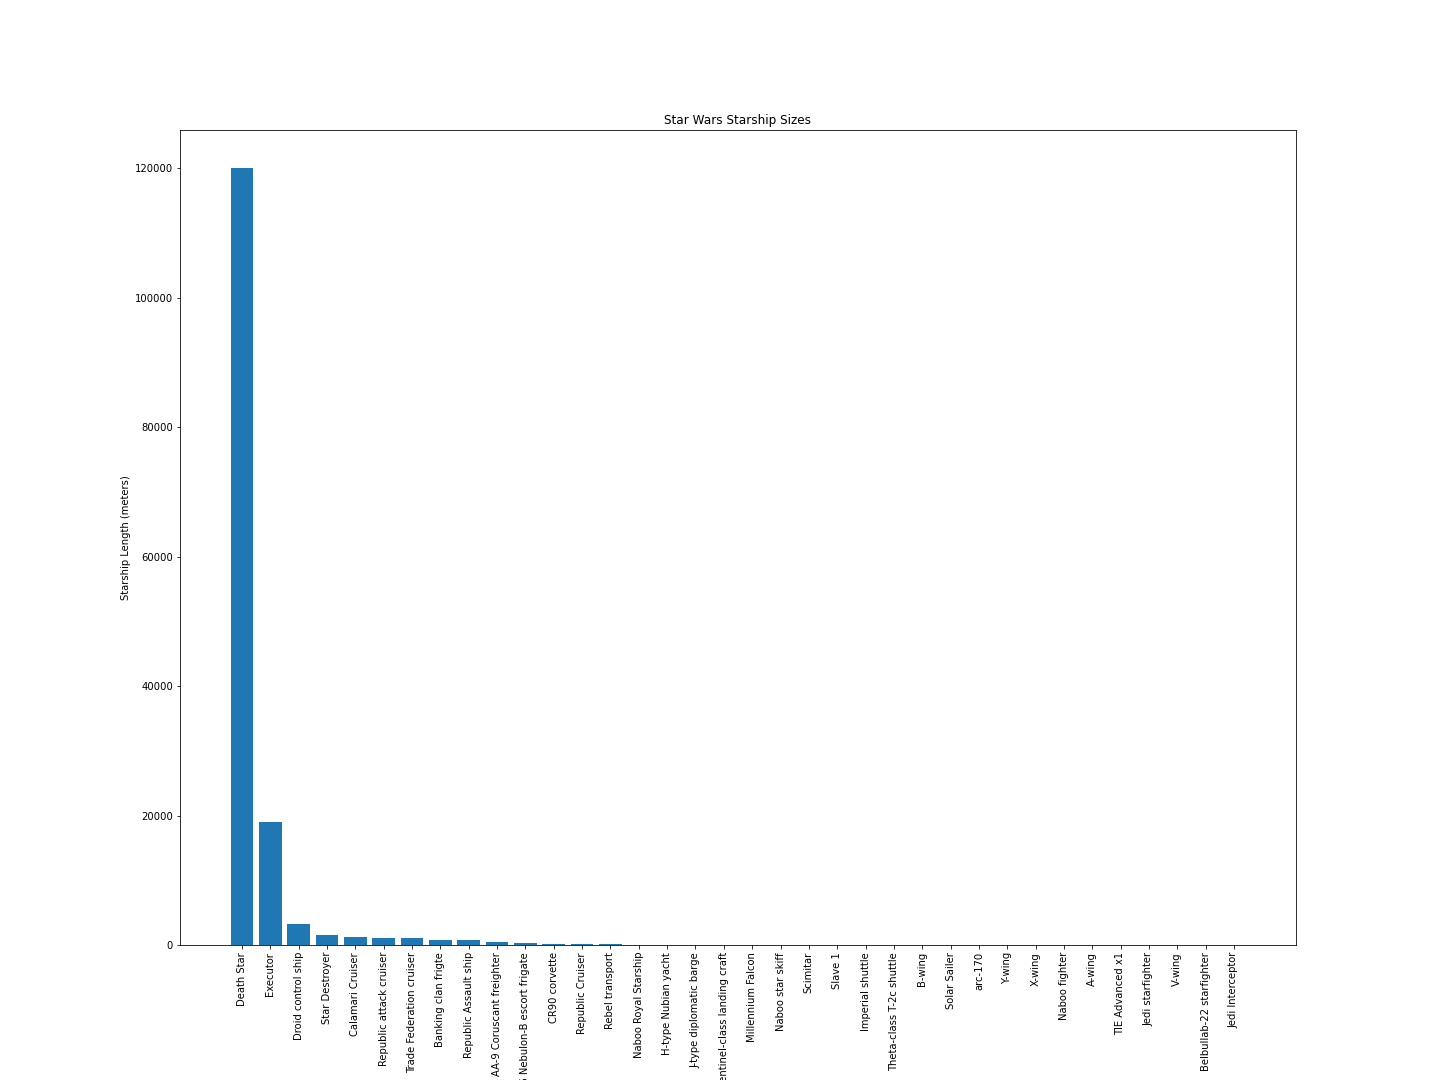 Star Wars Starship Sizes
Starship Length (meters)
120000
100000
80000
60000
40000
20000
0
Death Star
Executor
Droid control ship
Star Destroyer
Calamari Cruiser
Republic attack cruiser
Trade Federation cruiser
Banking clan frigte
Republic Assault ship
AA-9 Coruscant freighter
Nebulon-B escort frigate
CR90 corvette
Republic Cruiser
Rebel transport
Naboo Royal Starship
H-type Nubian yacht
J-type diplomatic barge
entinel-class landing craft
Millennium Falcon
Naboo star skiff
Scimitar
Slave 1
Imperial shuttle
Theta-class T-2c shuttle
B-wing
Solar Sailer
arc-170
Y-wing
X-wing
Naboo fighter
A-wing
TIE Advanced x1
Jedi starfighter
V-wing
Belbullab-22 starfighter
Jedi Interceptor